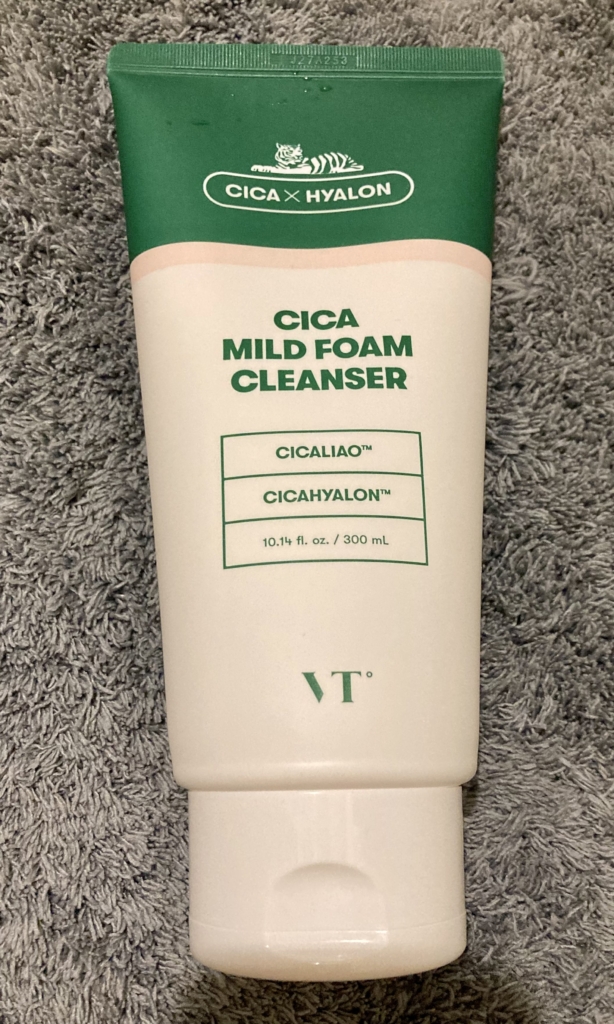 CICA × HYALON
CICA
MILD FOAM
CLEANSER
CICALIAO™
CICAHYALON™
10.14 fl. oz. / 300 mL
VT°